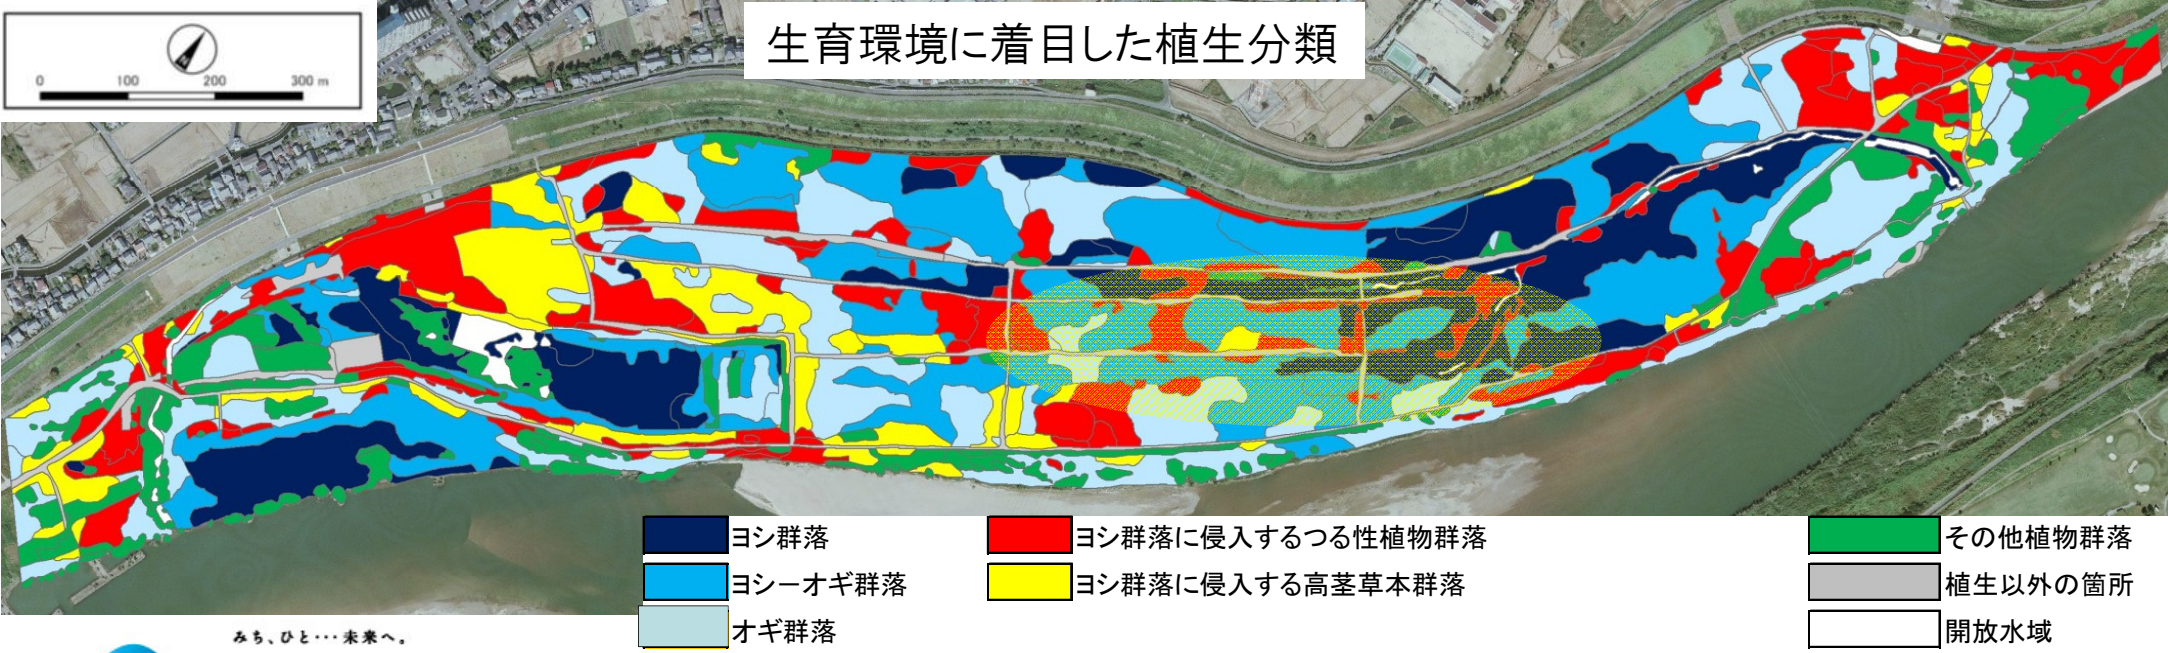 生育環境に着目した植生分類
0 100 200 300 m
ヨシ群落
ヨシーオギ群落
オギ群落
ヨシ群落に侵入するつる性植物群落
ヨシ群落に侵入する高茎草本群落
その他植物群落
植生以外の箇所
開放水域
みち、ひと…未来へ。